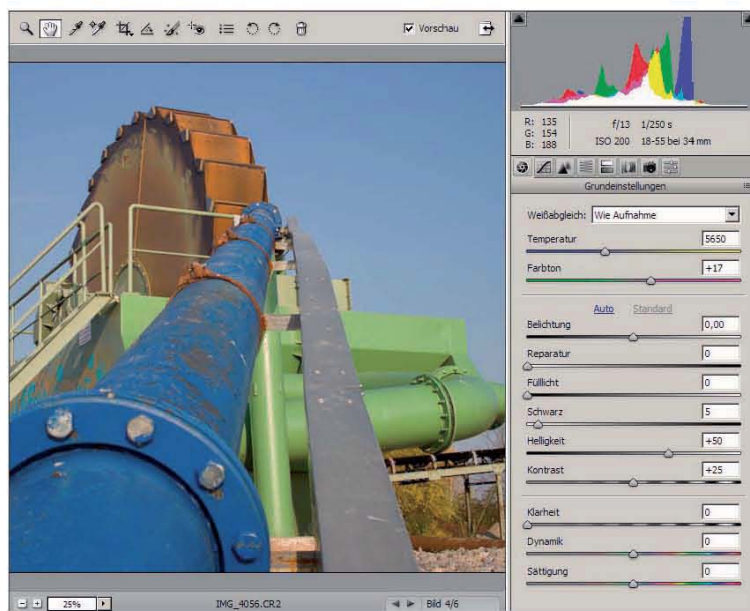 Vorschau
R: 135
G: 154
B: 188
f/13 1/250 s
ISO 200 18-55 bei 34 mm
Grundeinstellungen
Weißabgleich: Wie Aufnahme
Temperatur 5650
Farbton +17
Auto Standard
Belichtung 0,00
Reparatur 0
Fülllicht 0
Schwarz 5
Helligkeit +50
Kontrast +25
Klarheit 0
Dynamik 0
Sättigung 0
25% IMG_4056.CR2 Bild 4/6